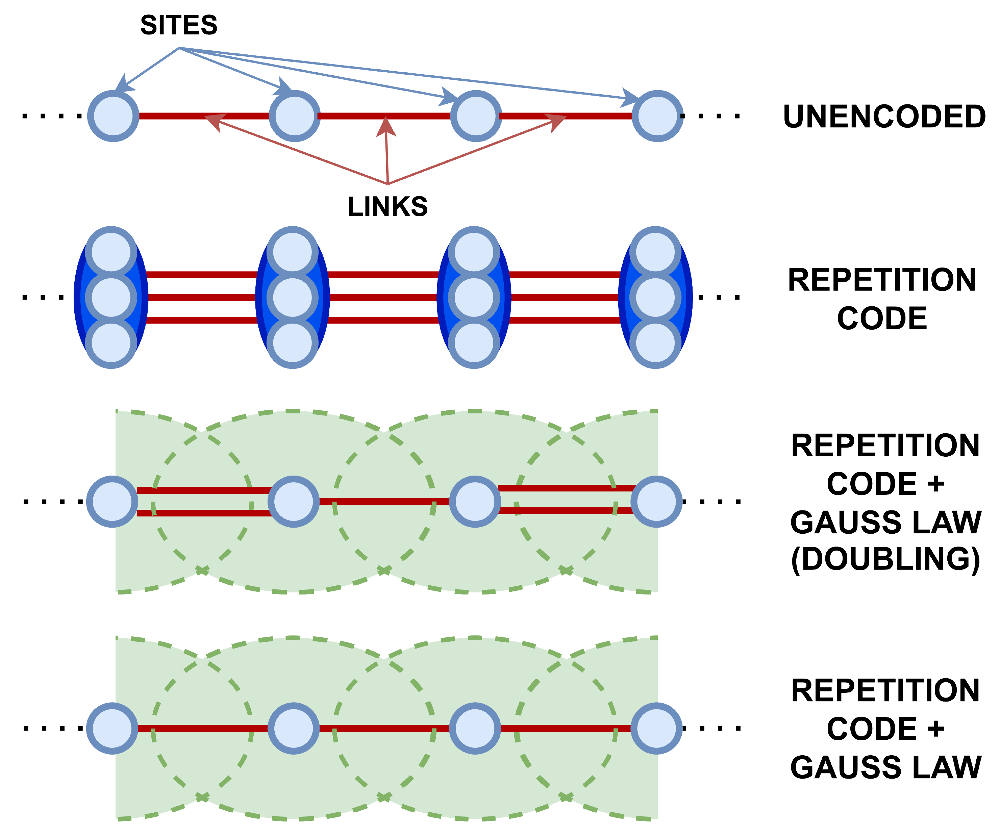 SITES
UNENCODED
LINKS
REPETITION
CODE
REPETITION
CODE +
GAUSS LAW
(DOUBLING)
REPETITION
CODE +
GAUSS LAW